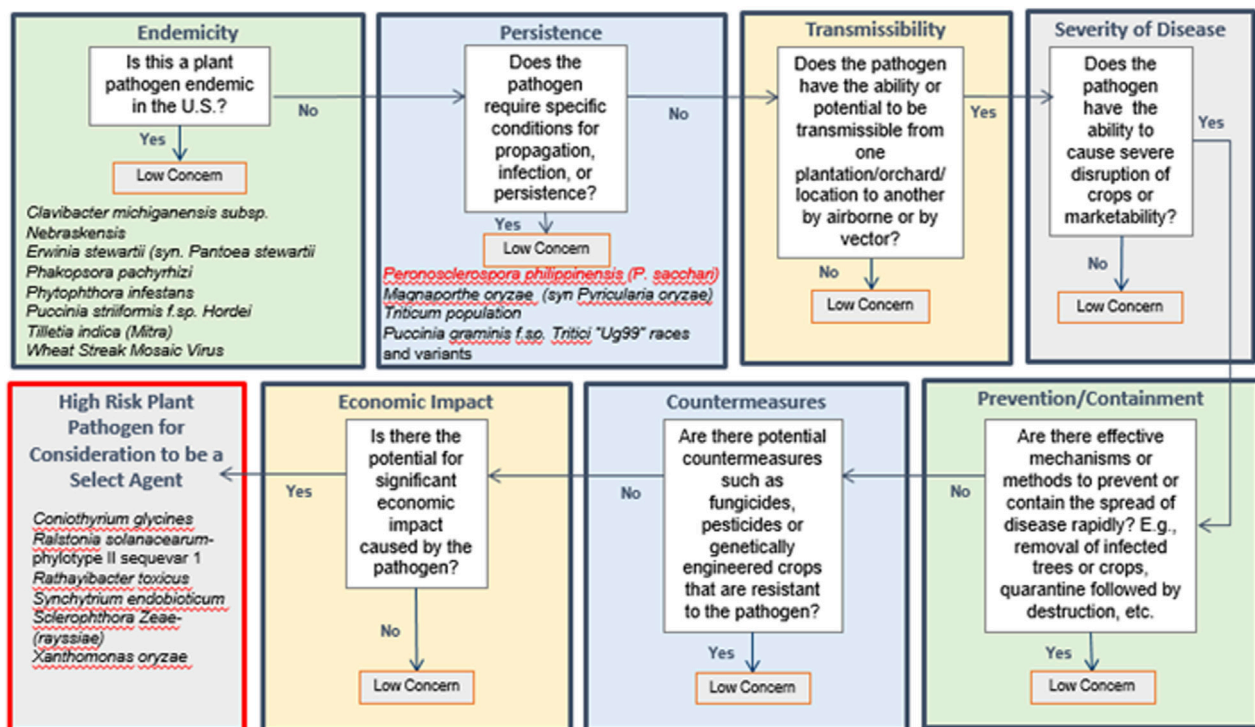 Endemicity
Is this a plant
pathogen endemic
in the U.S.?
No
Yes
Low Concern
Clavibacter michiganensis subsp.
Nebraskensis
Erwinia stewartii (syn. Pantoea stewartii
Phakopsora pachyrhizi
Phytophthora infestans
Puccinia striiformis f.sp. Hordei
Tilletia indica (Mitra)
Wheat Streak Mosaic Virus
Persistence
Does the
pathogen
require specific
conditions for
propagation,
infection, or
persistence?
No
Yes
Low Concern
Peronosclerospora philippinensis (P. sacchari)
Magnaporthe oryzae (syn Pyricularia oryzae)
Triticum population
Puccinia graminis f.sp. Tritici "Ug99" races
and variants
Transmissibility
Does the pathogen
have the ability or
potential to be
transmissible from
one
plantation/orchard/
location to another
by airborne or by
vector?
Yes
No
Low Concern
Severity of Disease
Does the
pathogen
have the
ability to
cause severe
disruption of
crops or
marketability?
Yes
No
Low Concern
Prevention/Containment
Are there effective
mechanisms or
methods to prevent or
contain the spread of
disease rapidly? E.g.,
removal of infected
trees or crops,
quarantine followed by
destruction, etc.
No
Yes
Low Concern
Countermeasures
Are there potential
countermeasures
such as
fungicides,
pesticides or
genetically
engineered crops
that are resistant
to the pathogen?
No
Yes
Low Concern
Economic Impact
Is there the
potential for
significant
economic
impact
caused by the
pathogen?
Yes
No
Low Concern
High Risk Plant
Pathogen for
Consideration to be a
Select Agent
Coniothyrium glycines
Ralstonia solanacearum-
phylotype II sequevar 1
Rathayibacter toxicus
Synchytrium endobioticum
Sclerophthora Zeae-
(rayssiae)
Xanthomonas oryzae